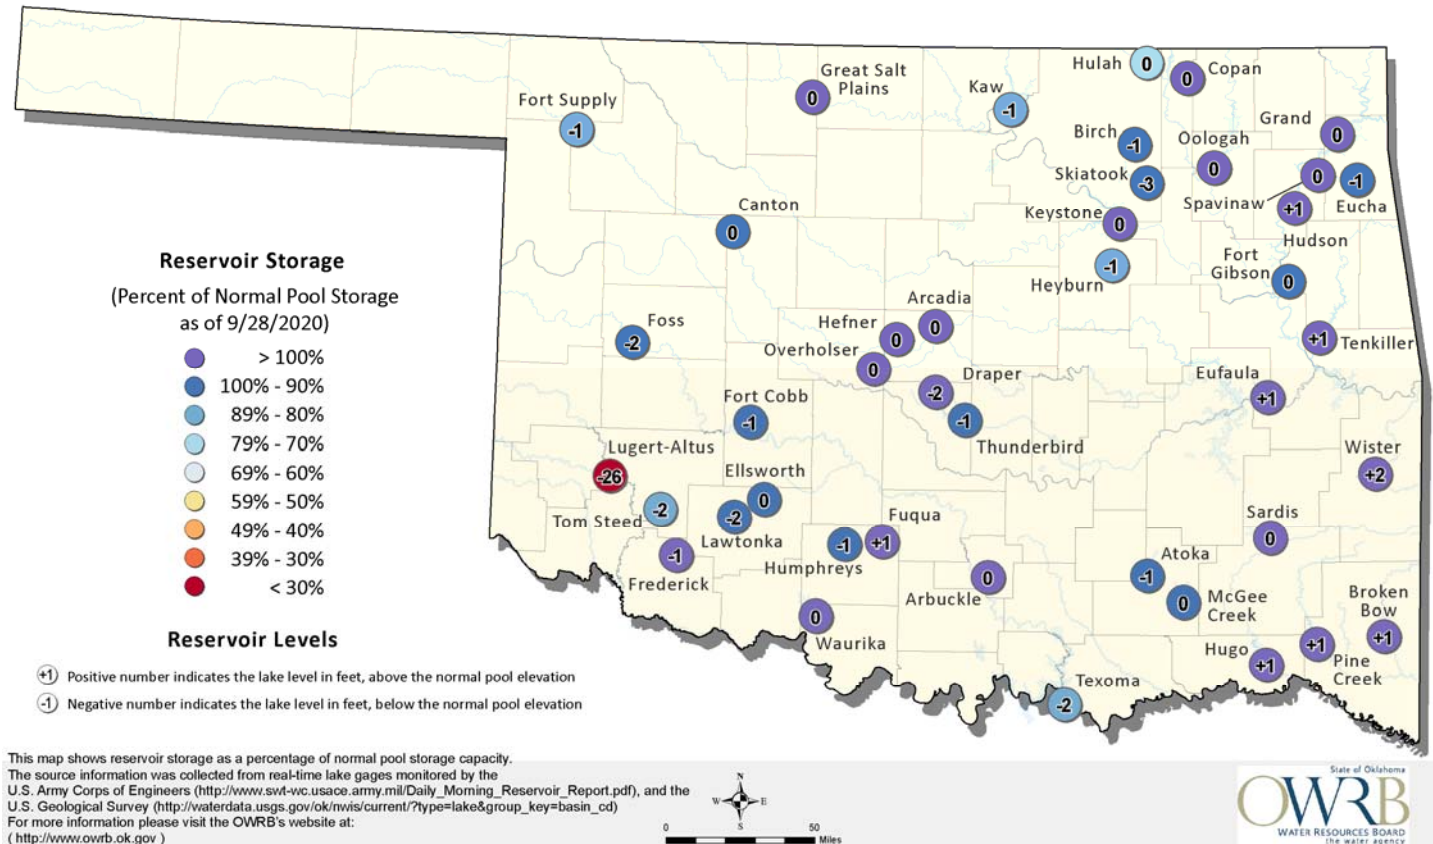 Hulah
0
0
Copan
Great Salt
Plains
0
Kaw
-1
Fort Supply
-1
Grand
0
Birch
-1
Oologah
0
Skiatook
-3
0
-1
Spavinaw
Eucha
+1
Hudson
Canton
0
Keystone
0
Heyburn
-1
Fort
Gibson
0
Reservoir Storage
(Percent of Normal Pool Storage
as of 9/28/2020)
> 100%
100% - 90%
89% - 80%
79% - 70%
69% - 60%
59% - 50%
49% - 40%
39% - 30%
< 30%
Foss
-2
Arcadia
0
Hefner
0
Overholser
0
+1
Tenkiller
Draper
-2
Eufaula
+1
Fort Cobb
-1
-1
Thunderbird
Lugert-Altus
-26
Ellsworth
0
Wister
+2
Tom Steed
-2
-2
Lawtonka
Fuqua
+1
-1
Humphreys
Sardis
0
-1
Frederick
Arbuckle
0
Atoka
-1
0
McGee
Creek
Broken
Bow
+1
0
Waurika
Hugo
+1
+1
Pine
Creek
Texoma
-2
Reservoir Levels
+1 Positive number indicates the lake level in feet, above the normal pool elevation
-1 Negative number indicates the lake level in feet, below the normal pool elevation
This map shows reservoir storage as a percentage of normal pool storage capacity.
The source information was collected from real-time lake gages monitored by the
U.S. Army Corps of Engineers (http://www.swt-wc.usace.army.mil/Daily_Morning_Reservoir_Report.pdf), and the
U.S. Geological Survey (http://waterdata.usgs.gov/ok/nwis/current/?type=lake&group_key=basin_cd)
For more information please visit the OWRB's website at:
( http://www.owrb.ok.gov )
N
W E
S
0 50
Miles
State of Oklahoma
OWRB
WATER RESOURCES BOARD
the water agency